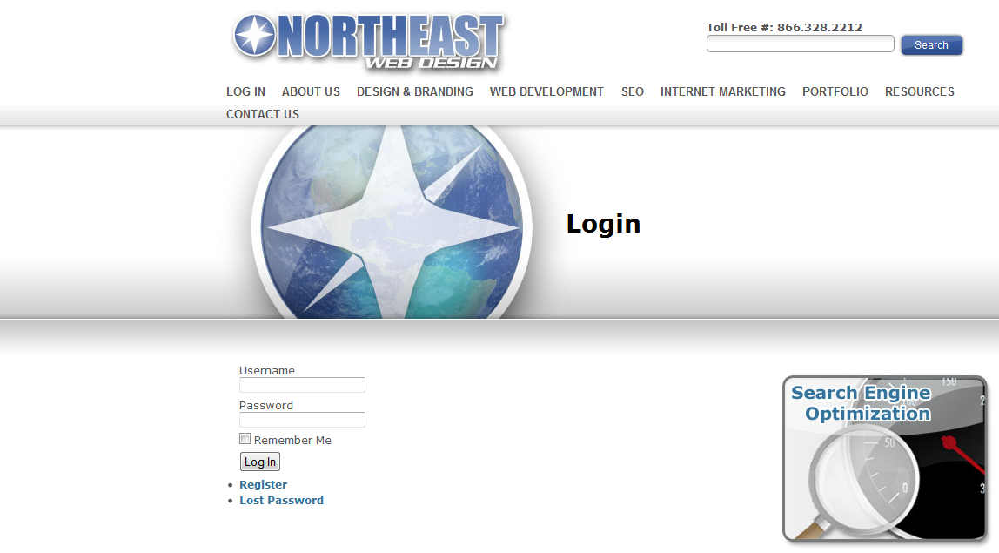 NORTHEAST
WEB DESIGN
Toll Free #: 866.328.2212
Search
LOG IN ABOUT US DESIGN & BRANDING WEB DEVELOPMENT SEO INTERNET MARKETING PORTFOLIO RESOURCES
CONTACT US
Login
Username
Password
Remember Me
Log In
Register
Lost Password
Search Engine
Optimization
150
50
0